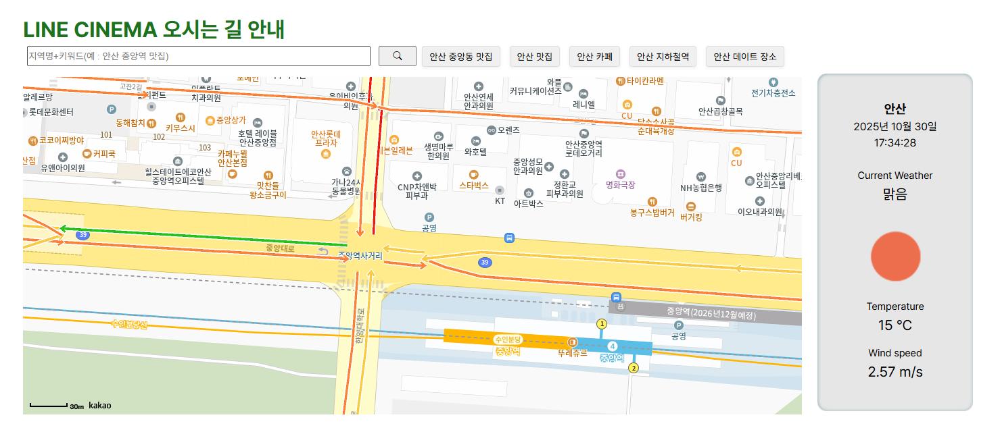 LINE CINEMA 오시는 길 안내
지역명+키워드(예 : 안산 중앙역 맛집)
안산 중앙동 맛집
안산 맛집
안산 카페
안산 지하철역
안산 데이트 장소
고잔2길
치과의원
의원
안산연세
안과의원
와플
커뮤니케이션즈
레니엘
타이칸라멘
CU
순대육개장
안산곱창골목
전기차충전소
알레르망
롯데문화센터
P
동해참치
키무스시
중앙상가
호텔 레이블
안산중앙점
안산롯데
프라자
101
102
103
코코이찌방야
커피쿡
산점
유앤아이의원
힐스테이트에코안산
중앙역오피스텔
카페누뵐
안산본점
맛찬들
왕소금구이
가나24시
동물병원
세븐일레븐
생명마루
한의원
와호텔
오렌즈
안산중앙역
로데오거리
중앙성모
안과의원
CNP차앤박
피부과
스타벅스
KT
아트박스
정환교
피부과의원
명화극장
CU
NH농협은행
안산중앙리베
오피스텔
봉구스밥버거
버거킹
이오내과의원
P
공영
39
중앙대로
중앙역사거리
39
중앙역(2026년12월예정)
수인분당선
한양대학로
수인분당
중앙역
뚜레쥬르
4
중앙역
1
2
P
공영
30m kakao
안산
2025년 10월 30일
17:34:28
Current Weather
맑음
Temperature
15 ℃
Wind speed
2.57 m/s